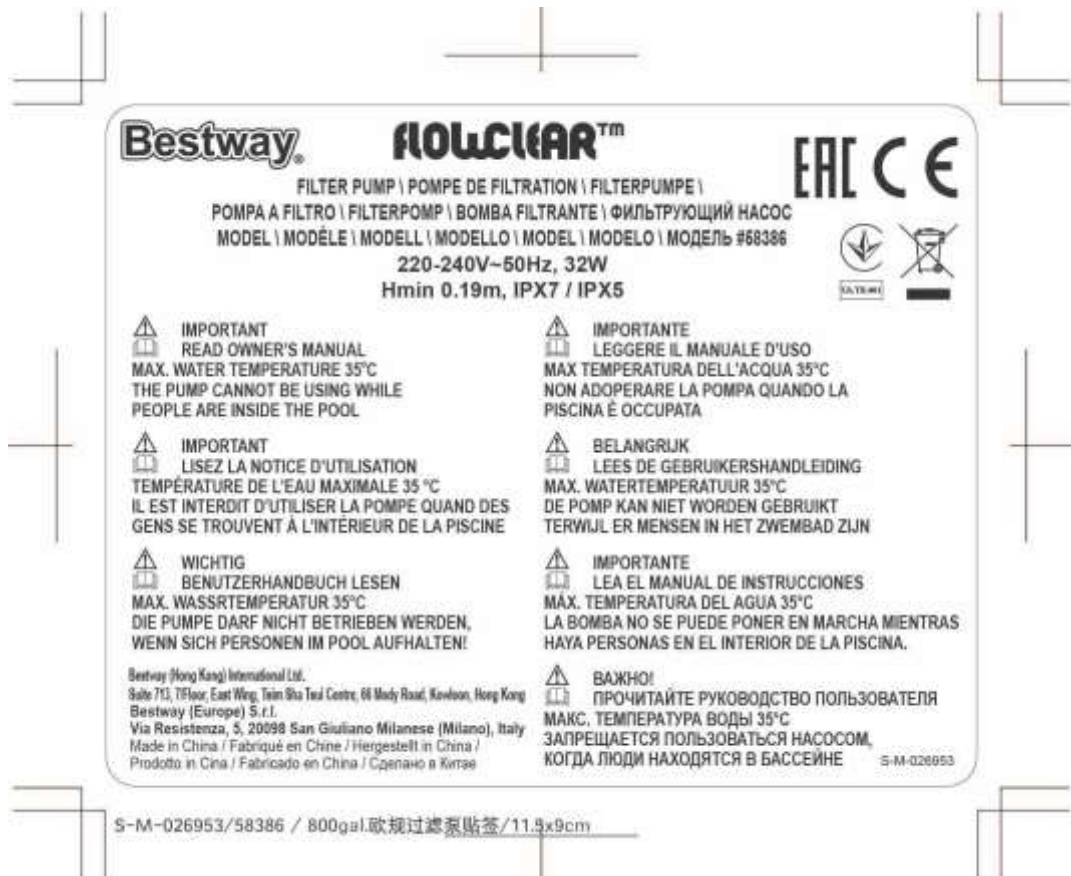 Bestway®
FLOWCLEAR™
EAC CE
FILTER PUMP \ POMPE DE FILTRATION \ FILTERPUMPE \
POMPA A FILTRO \ FILTERPOMP \ BOMBA FILTRANTE \ ФИЛЬТРУЮЩИЙ НАСОС
MODEL \ MODÈLE \ MODELL \ MODELLO \ MODEL \ MODELO \ МОДЕЛЬ #58386
220-240V~50Hz, 32W
Hmin 0.19m, IPX7 / IPX5
IMPORTANT
READ OWNER'S MANUAL
MAX. WATER TEMPERATURE 35°C
THE PUMP CANNOT BE USING WHILE
PEOPLE ARE INSIDE THE POOL
IMPORTANT
LISEZ LA NOTICE D'UTILISATION
TEMPÉRATURE DE L'EAU MAXIMALE 35 °C
IL EST INTERDIT D'UTILISER LA POMPE QUAND DES
GENS SE TROUVENT À L'INTÉRIEUR DE LA PISCINE
WICHTIG
BENUTZERHANDBUCH LESEN
MAX. WASSRTEMPERATUR 35°C
DIE PUMPE DARF NICHT BETRIEBEN WERDEN,
WENN SICH PERSONEN IM POOL AUFHALTEN!
Bestway (Hong Kong) International Ltd.
Suite 713, 7/Floor, East Wing, Tsim Sha Tsui Centre, 66 Mody Road, Kowloon, Hong Kong
Bestway (Europe) S.r.l.
Via Resistenza, 5, 20098 San Giuliano Milanese (Milano), Italy
Made in China / Fabriqué en Chine / Hergestellt in China /
Prodotto in Cina / Fabricado en China / Сделано в Китае
IMPORTANTE
LEGGERE IL MANUALE D'USO
MAX TEMPERATURA DELL'ACQUA 35°C
NON ADOPERARE LA POMPA QUANDO LA
PISCINA È OCCUPATA
BELANGRIJK
LEES DE GEBRUIKERSHANDLEIDING
MAX. WATERTEMPERATUUR 35°C
DE POMP KAN NIET WORDEN GEBRUIKT
TERWIJL ER MENSEN IN HET ZWEMBAD ZIJN
IMPORTANTE
LEA EL MANUAL DE INSTRUCCIONES
MÁX. TEMPERATURA DEL AGUA 35°C
LA BOMBA NO SE PUEDE PONER EN MARCHA MIENTRAS
HAYA PERSONAS EN EL INTERIOR DE LA PISCINA.
ВАЖНО!
ПРОЧИТАЙТЕ РУКОВОДСТВО ПОЛЬЗОВАТЕЛЯ
МАКС. ТЕМПЕРАТУРА ВОДЫ 35°C
ЗАПРЕЩАЕТСЯ ПОЛЬЗОВАТЬСЯ НАСОСОМ,
КОГДА ЛЮДИ НАХОДЯТСЯ В БАССЕЙНЕ
S-M-026953
S-M-026953/58386 / 800gal.欧规过滤泵贴签/11.5x9cm